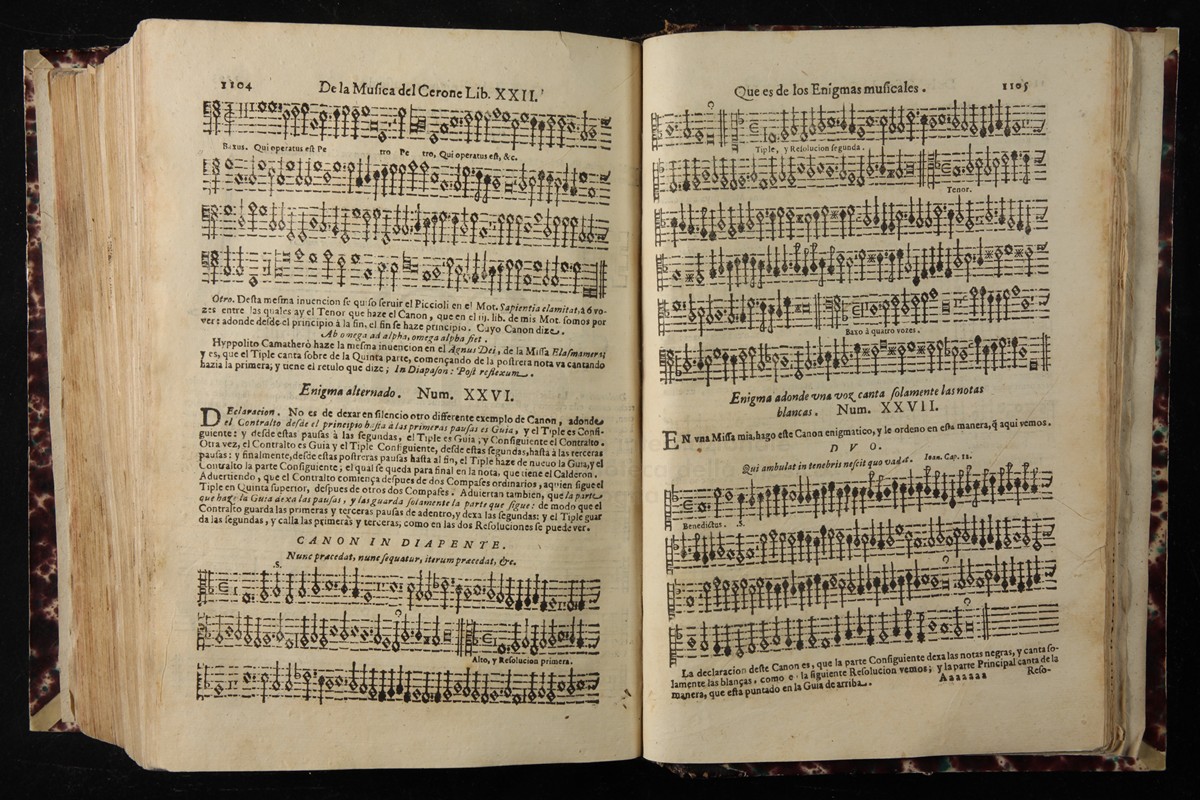 1104
De la Musica del Cerone Lib. XXII.
Baxus. Qui operatus est Pe tro Pe tro, Qui operatus est, &c.
Otro. Desta mesma inuencion se quiso seruir el Piccioli en el Mot. Sapientia clamitat, à 6 vo-
zes entre las quales ay el Tenor que haze el Canon, que en el iij. lib. de mis Mot. somos por
ver: adonde desde el principio à la fin, el fin se haze principio. Cuyo Canon dize.
Ab omega ad alpha, omega alpha fiet.
Hyppolito Camatherò haze la mesma inuencion en el Agnus Dei, de la Missa Elasmamera;
y es, que el Tiple canta sobre de la Quinta parte, començando de la postrera nota va cantando
hazia la primera; y tiene el retulo que dize; In Diapason: Post reflexum.
Enigma alternado. Num. XXVI.
DEclaracion. No es de dexar en silencio otro differente exemplo de Canon, adonde
el Contralto desde el principio hasta à las primeras pausas es Guia, y el Tiple es Consi-
guiente: y desde estas pausas à las segundas, el Tiple es Guia, y Consiguiente el Contralto.
Otra vez, el Contralto es Guia y el Tiple Consiguiente, desde estas segundas, hasta à las terceras
pausas: y finalmente, desde estas postreras pausas hasta al fin, el Tiple haze de nueuo la Guia, y el
Contralto la parte Consiguiente; el qual se queda para final en la nota, que tiene el Calderon.
Aduertiendo, que el Contralto comiença despues de dos Compases ordinarios, aquien sigue el
Tiple en Quinta superior, despues de otros dos Compases. Aduiertan tambien, que la parte
que haze la Guia dexa las pausas, y las guarda solamente la parte que sigue: de modo que el
Contralto guarda las primeras y terceras pausas de adentro, y dexa las segundas: y el Tiple guar
da las segundas, y calla las primeras y terceras; como en las dos Resoluciones se puede ver.
CANON IN DIAPENTE.
Nunc præcedat, nunc sequatur, iterum præcedat, &c.
.S.
Alto, y Resolucion primera.
Que es de los Enigmas musicales.
1105
Tiple, y Resolucion segunda.
Tenor.
Baxo à quatro vozes.
Enigma adonde vna voz canta solamente las notas
blancas. Num. XXVII.
EN vna Missa mia, hago este Canon enigmatico, y le ordeno en esta manera, q̃ aqui vemos.
DVO.
Qui ambulat in tenebris nescit quo vadat. Ioan. Cap. 12.
Benedictus. .S.
La declaracion deste Canon es, que la parte Consiguiente dexa las notas negras, y canta so-
lamente las blancas, como e la siguiente Resolucion vemos; y la parte Principal canta de la
manera, que esta puntado en la Guia de arriba.
Aaaaaaa
Reso-